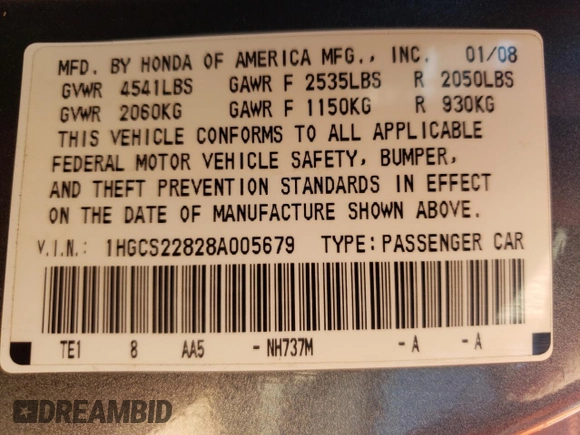 MFD. BY HONDA OF AMERICA MFG., INC. 01/08
GVWR 4541LBS GAWR F 2535LBS R 2050LBS
GVWR 2060KG GAWR F 1150KG R 930KG
THIS VEHICLE CONFORMS TO ALL APPLICABLE
FEDERAL MOTOR VEHICLE SAFETY, BUMPER,
AND THEFT PREVENTION STANDARDS IN EFFECT
ON THE DATE OF MANUFACTURE SHOWN ABOVE.
V.I.N.: 1HGCS22828A005679 TYPE: PASSENGER CAR
TE1 8 AA5 - NH737M - A - A
DREAMBID